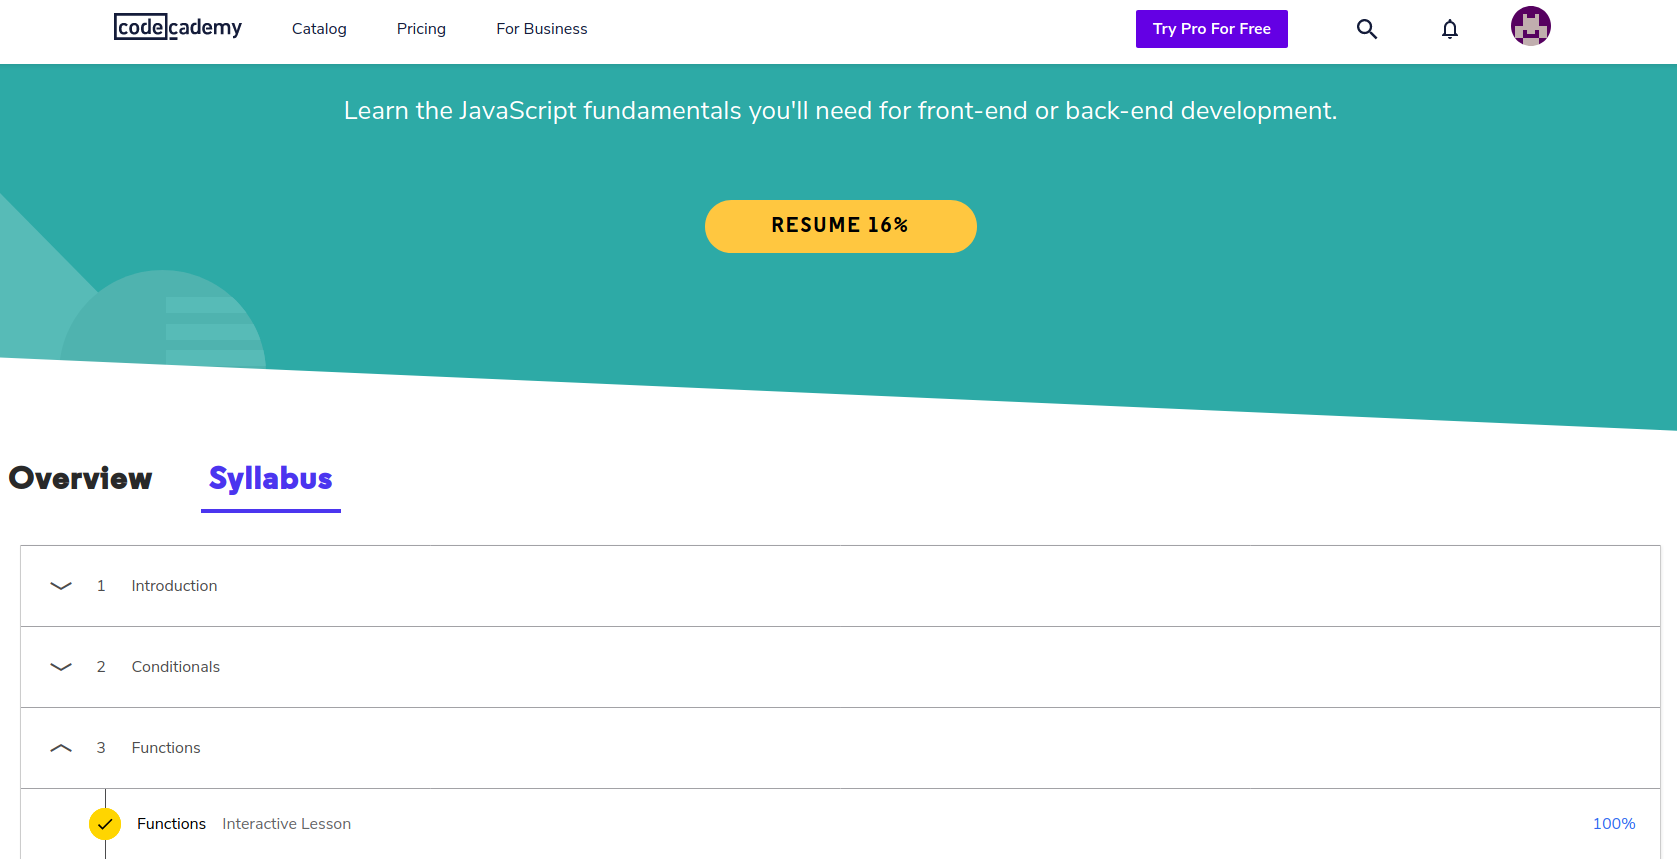 codecademy Catalog Pricing For Business Try Pro For Free
Learn the JavaScript fundamentals you'll need for front-end or back-end development.
RESUME 16%
Overview Syllabus
1 Introduction
2 Conditionals
3 Functions
Functions Interactive Lesson 100%